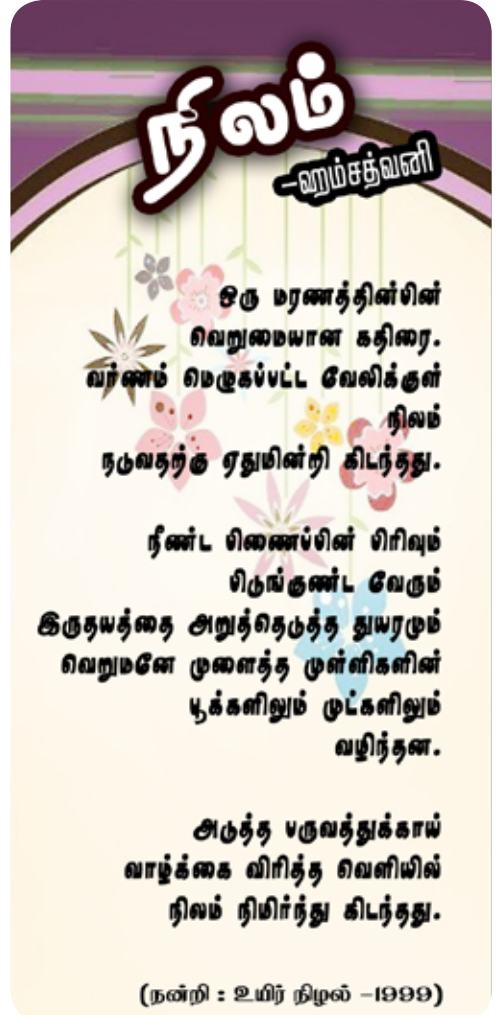 நிலம்
-ஹம்சத்வனி
ஒரு மரணத்தின்பின்
வெறுமையான கதிரை.
வர்ணம் மெழுகப்பட்ட வேலிக்குள்
நிலம்
நடுவதற்கு ஏதுமின்றி கிடந்தது.
நீண்ட பிணைப்பின் பிரிவும்
பிடுங்குண்ட வேரும்
இருதயத்தை அறுத்தெடுத்த துயரமும்
வெறுமனே முளைத்த முள்ளிகளின்
பூக்களிலும் முட்களிலும்
வழிந்தன.
அடுத்த பருவத்துக்காய்
வாழ்க்கை விரித்த வெளியில்
நிலம் நிமிர்ந்து கிடந்தது.
(நன்றி : உயிர் நிழல் -1999)